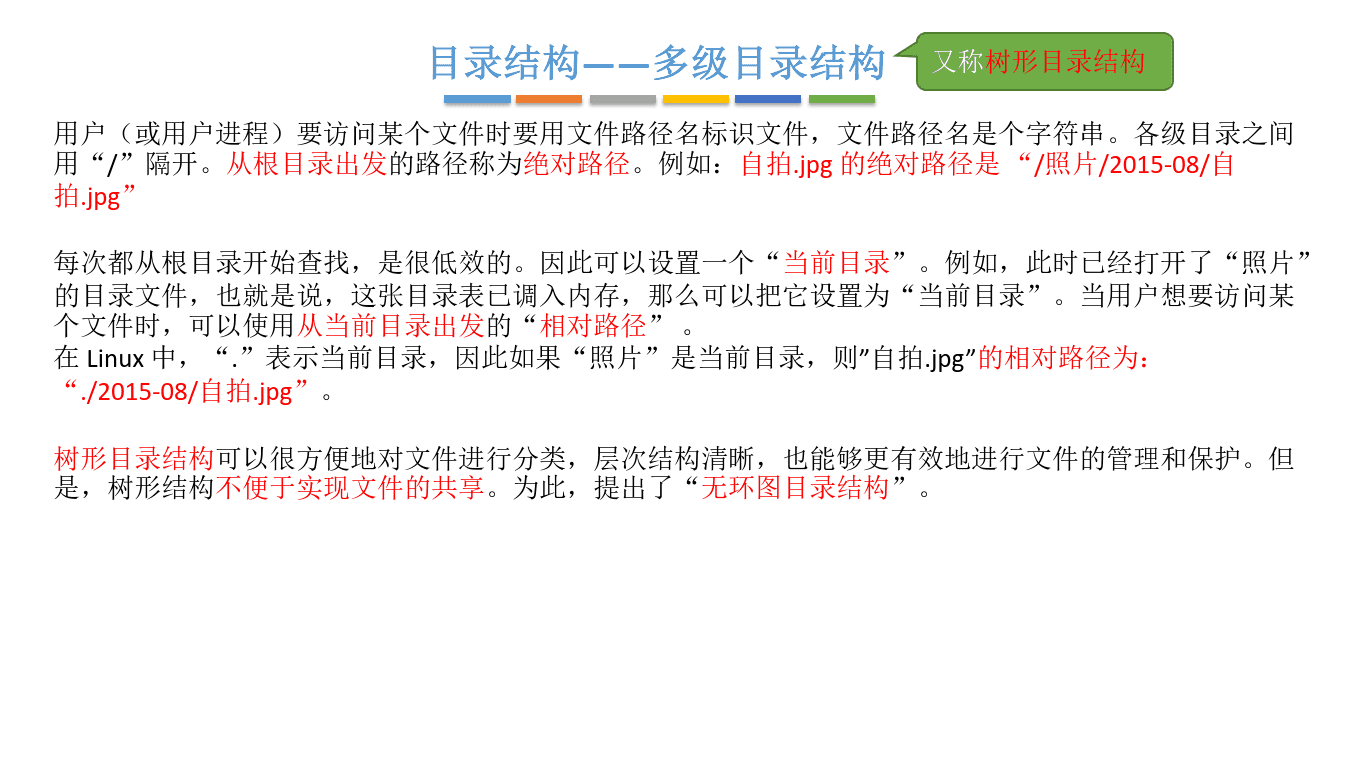 目录结构——多级目录结构
又称树形目录结构
用户（或用户进程）要访问某个文件时要用文件路径名标识文件，文件路径名是个字符串。各级目录之间
用“/”隔开。从根目录出发的路径称为绝对路径。例如：自拍.jpg 的绝对路径是 “/照片/2015-08/自
拍.jpg”
每次都从根目录开始查找，是很低效的。因此可以设置一个“当前目录”。例如，此时已经打开了“照片”
的目录文件，也就是说，这张目录表已调入内存，那么可以把它设置为“当前目录”。当用户想要访问某
个文件时，可以使用从当前目录出发的“相对路径” 。
在 Linux 中，“.”表示当前目录，因此如果“照片”是当前目录，则”自拍.jpg”的相对路径为：
“./2015-08/自拍.jpg”。
树形目录结构可以很方便地对文件进行分类，层次结构清晰，也能够更有效地进行文件的管理和保护。但
是，树形结构不便于实现文件的共享。为此，提出了“无环图目录结构”。